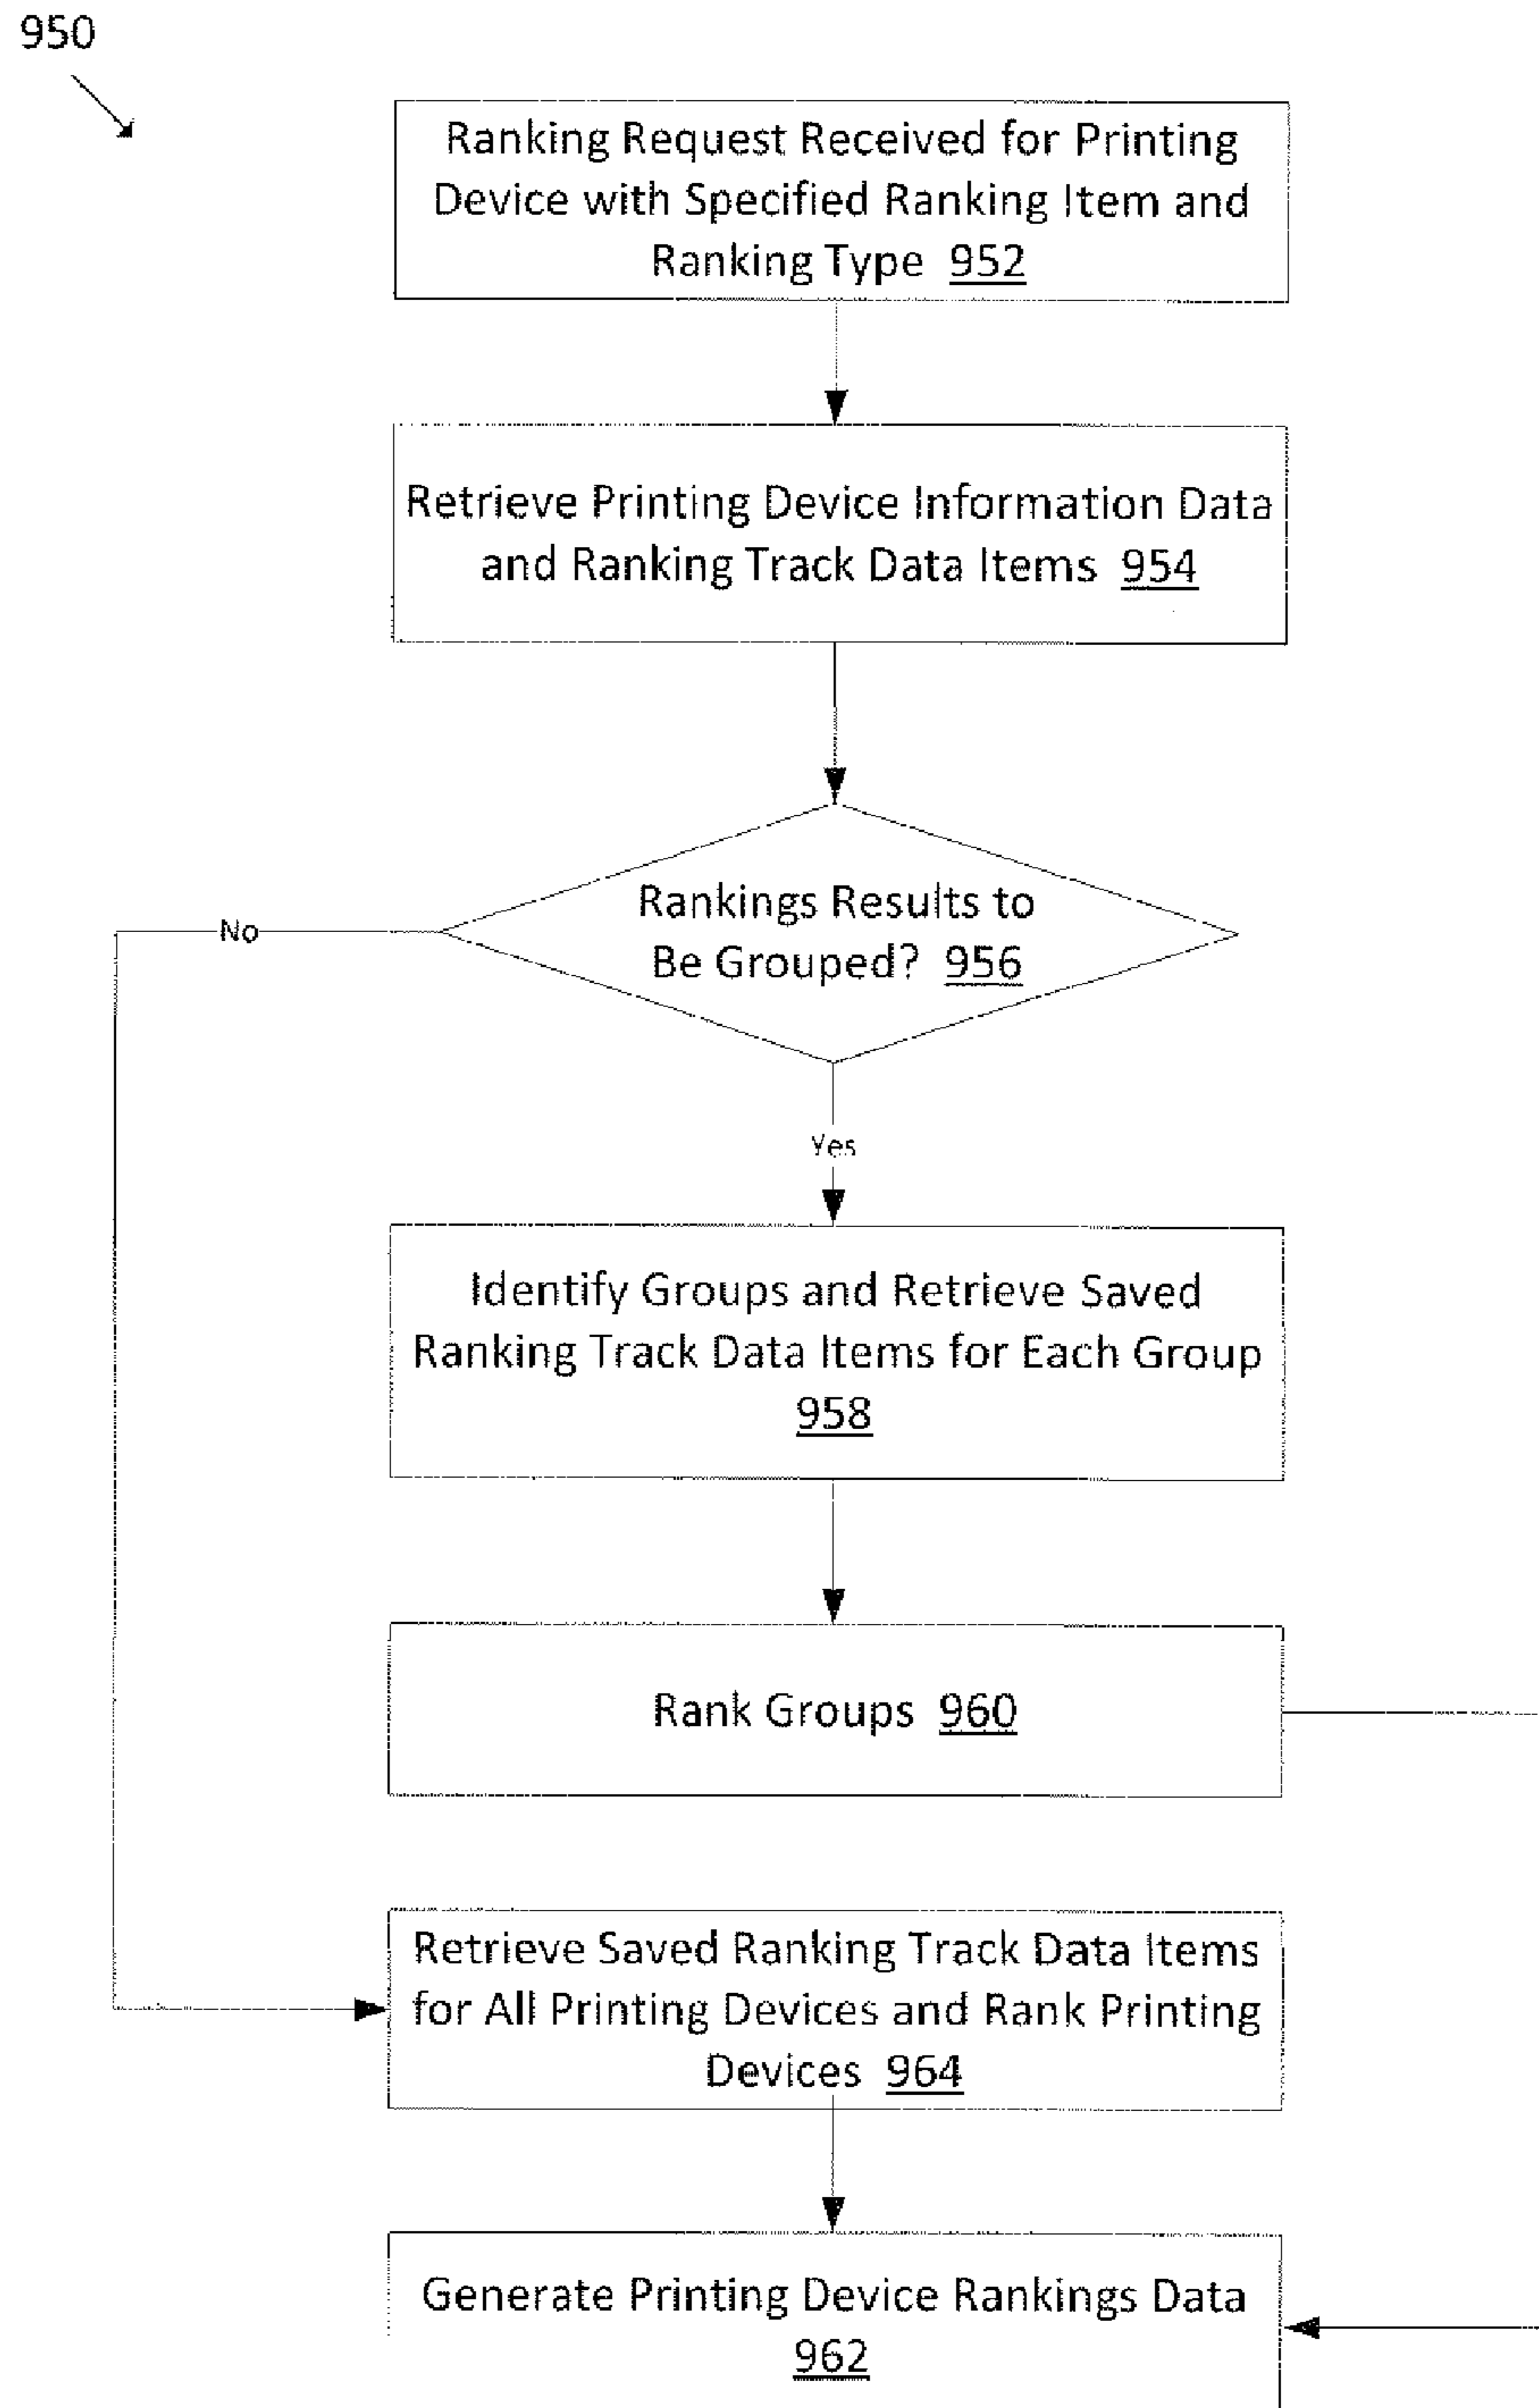 950
Ranking Request Received for Printing
Device with Specified Ranking Item and
Ranking Type 952
Retrieve Printing Device Information Data
and Ranking Track Data Items 954
Rankings Results to
Be Grouped? 956
No
Yes
Identify Groups and Retrieve Saved
Ranking Track Data Items for Each Group
958
Rank Groups 960
Retrieve Saved Ranking Track Data Items
for All Printing Devices and Rank Printing
Devices 964
Generate Printing Device Rankings Data
962